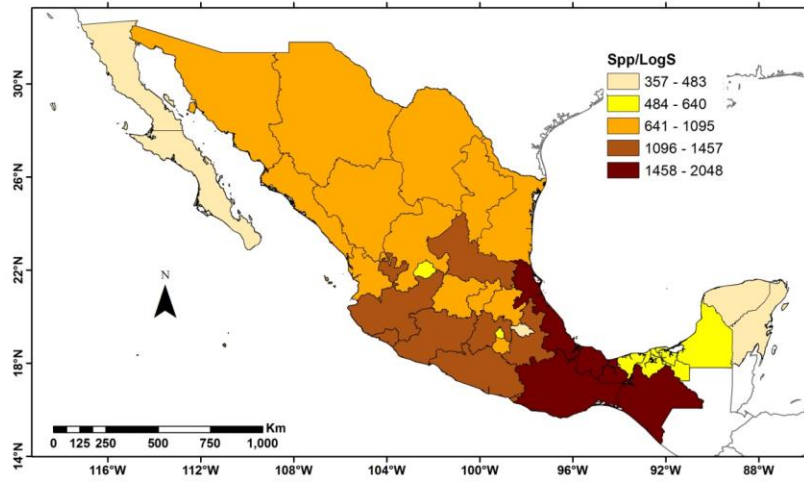 Spp/LogS
357 - 483
484 - 640
641 - 1095
1096 - 1457
1458 - 2048
30°N
26°N
22°N
18°N
14°N
N
Km
0 125 250 500 750 1,000
116°W 112°W 108°W 104°W 100°W 96°W 92°W 88°W